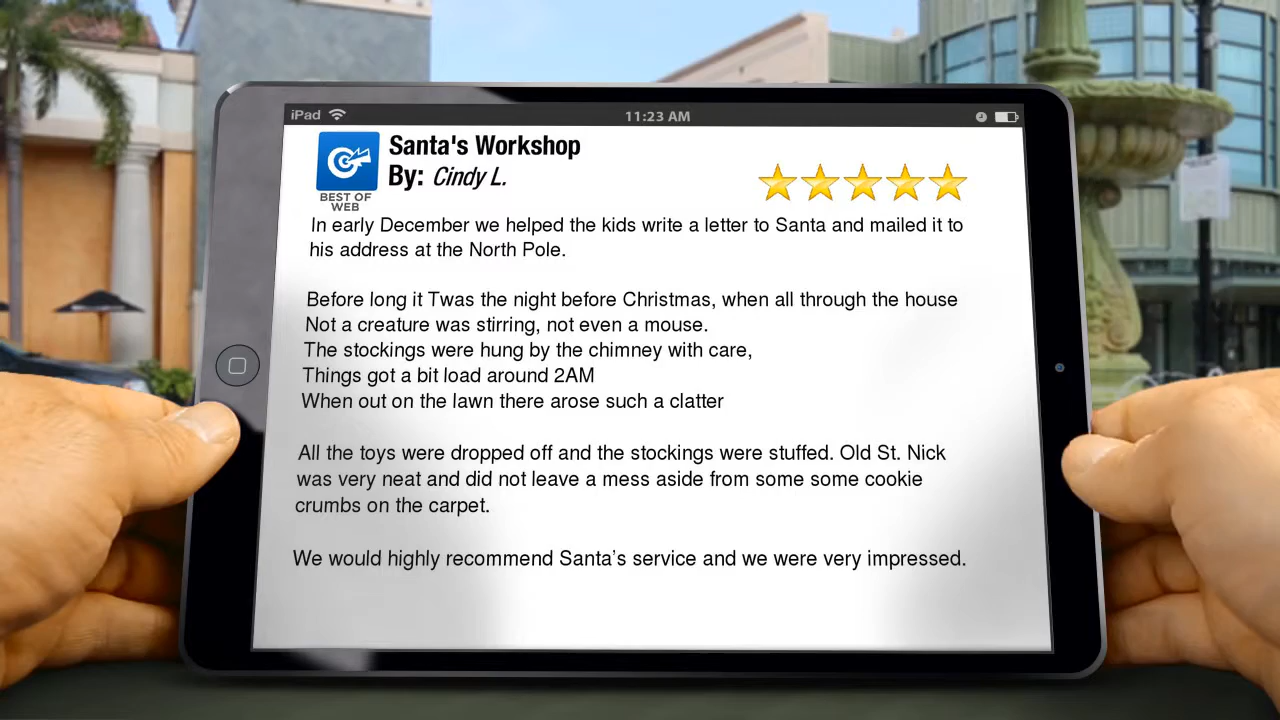 iPad 11:23 AM
Santa's Workshop
By: Cindy L.
BEST OF
WEB
In early December we helped the kids write a letter to Santa and mailed it to
his address at the North Pole.
Before long it Twas the night before Christmas, when all through the house
Not a creature was stirring, not even a mouse.
The stockings were hung by the chimney with care,
Things got a bit load around 2AM
When out on the lawn there arose such a clatter
All the toys were dropped off and the stockings were stuffed. Old St. Nick
was very neat and did not leave a mess aside from some some cookie
crumbs on the carpet.
We would highly recommend Santa’s service and we were very impressed.